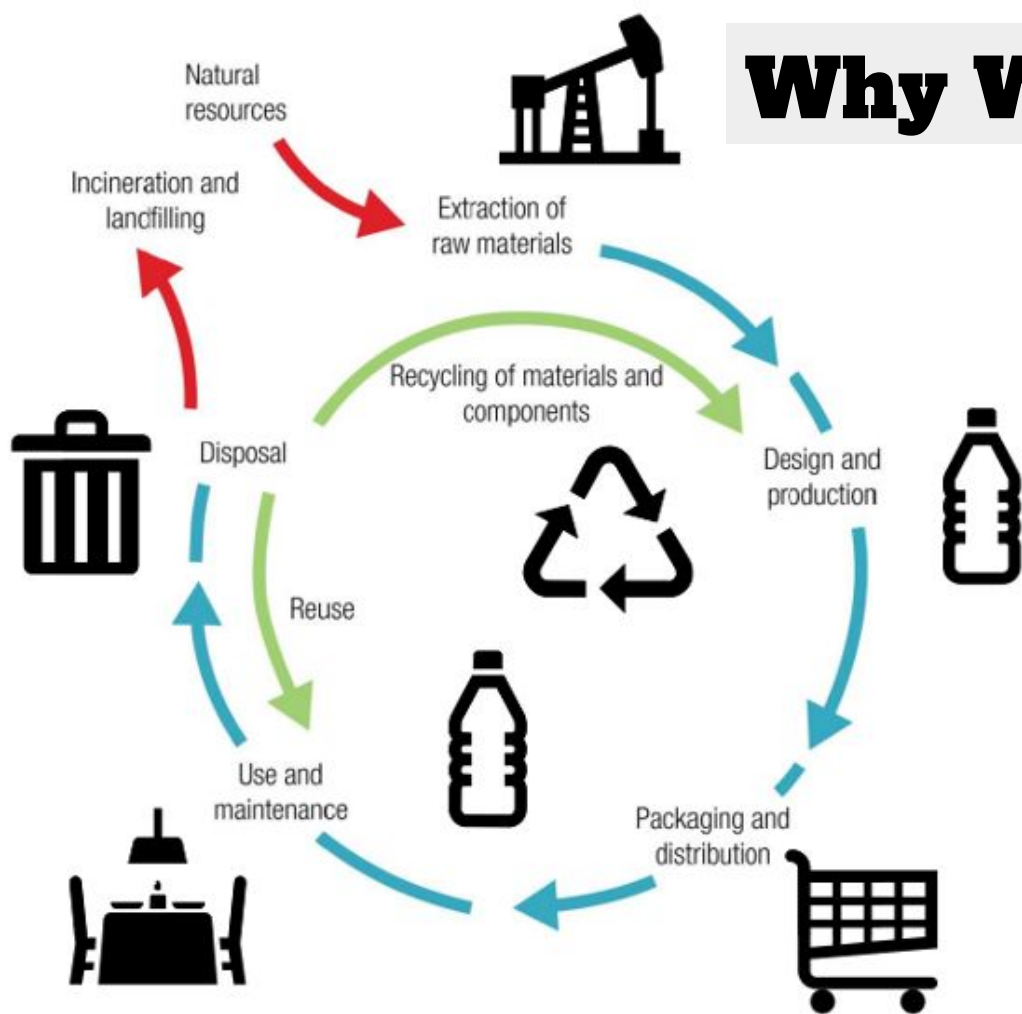 Why W
Natural
resources
Incineration and
landfilling
Extraction of
raw materials
Recycling of materials and
components
Disposal
Design and
production
Reuse
Use and
maintenance
Packaging and
distribution